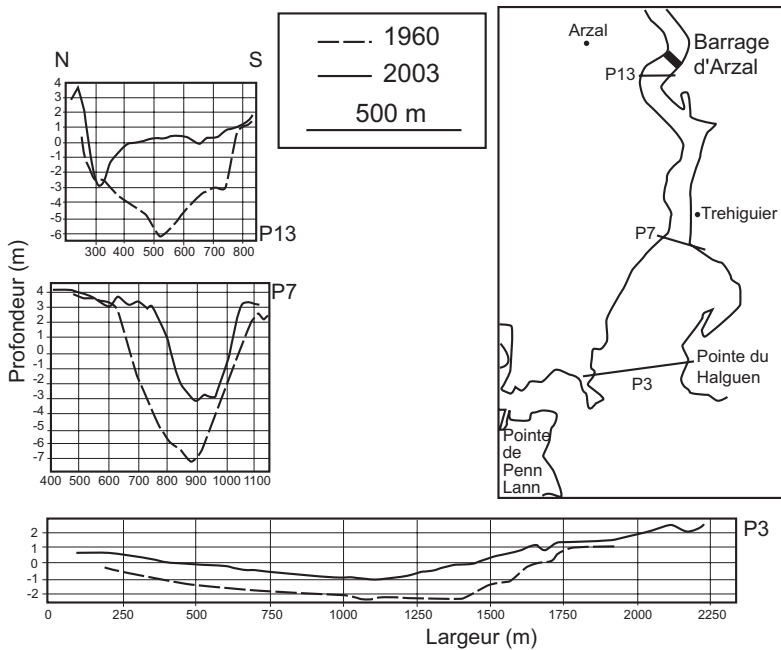 1960
2003
500 m
N
S
4
3
2
1
0
-1
-2
-3
-4
-5
-6
300 400 500 600 700 800
P13
Profondeur (m)
4
3
2
1
0
-1
-2
-3
-4
-5
-6
-7
400 500 600 700 800 900 1000 1100
P7
2
1
0
-1
-2
0 250 500 750 1000 1250 1500 1750 2000 2250
P3
Largeur (m)
Arzal
Barrage
d'Arzal
P13
Trehiguier
P7
Pointe du
Halguen
P3
Pointe
de
Penn
Lann